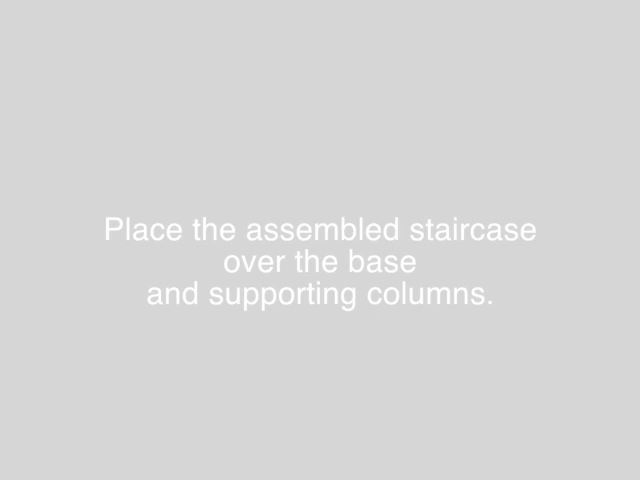 Place the assembled staircase
over the base
and supporting columns.